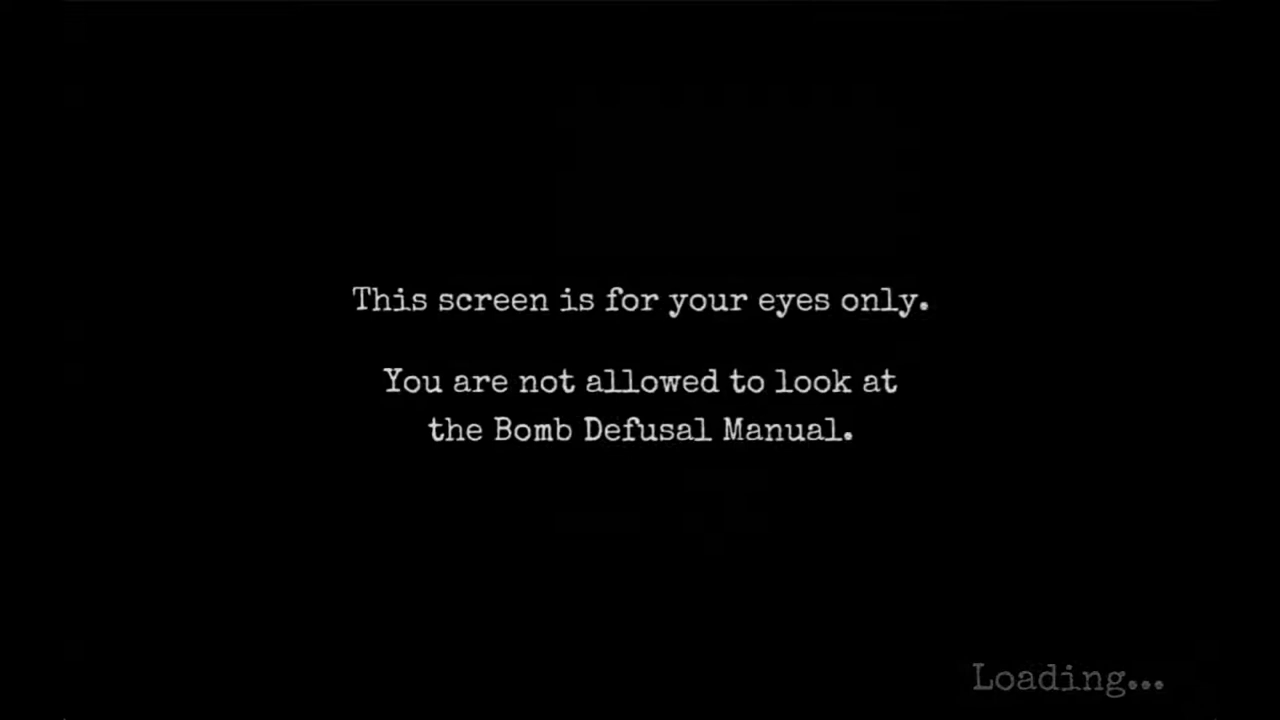 This screen is for your eyes only.
You are not allowed to look at
the Bomb Defusal Manual.
Loading...